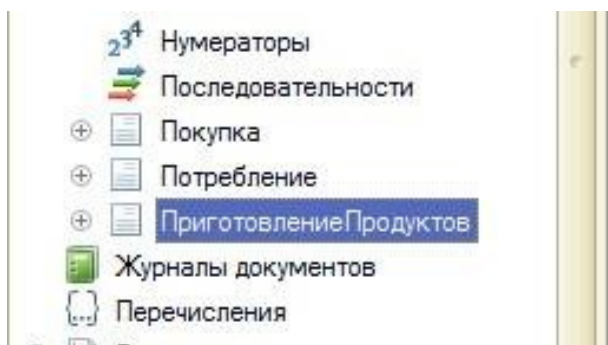 Нумераторы
Последовательности
Покупка
Потребление
ПриготовлениеПродуктов
Журналы документов
Перечисления